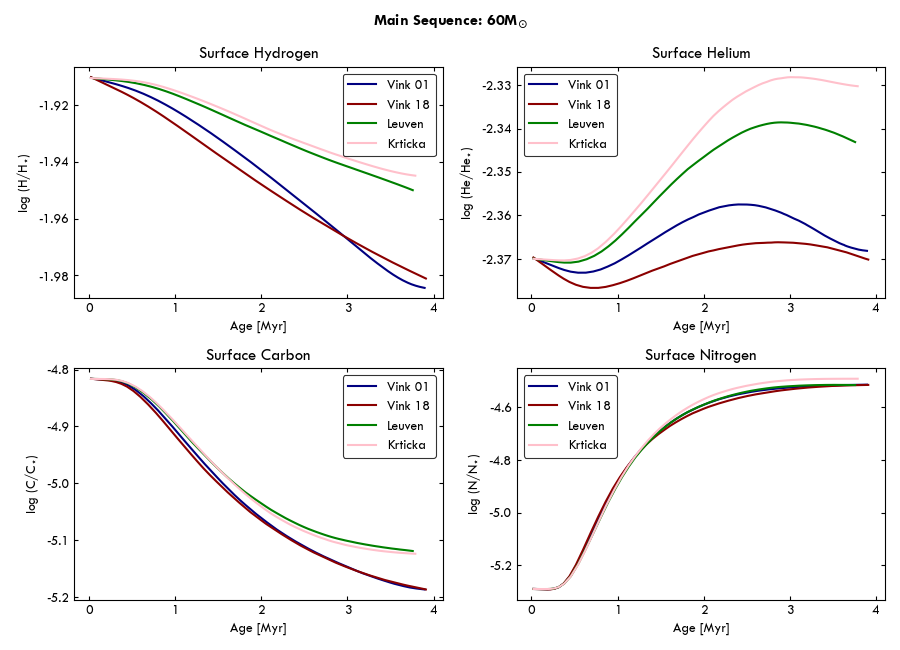 Main Sequence: 60M⊙
Surface Hydrogen
Surface Helium
log (H/H⋆)
-1.92
-1.94
-1.96
-1.98
0 1 2 3 4
Age [Myr]
Vink 01
Vink 18
Leuven
Krticka
log (He/He⋆)
-2.33
-2.34
-2.35
-2.36
-2.37
0 1 2 3 4
Age [Myr]
Vink 01
Vink 18
Leuven
Krticka
Surface Carbon
Surface Nitrogen
log (C/C⋆)
-4.8
-4.9
-5.0
-5.1
-5.2
0 1 2 3 4
Age [Myr]
Vink 01
Vink 18
Leuven
Krticka
log (N/N⋆)
-4.6
-4.8
-5.0
-5.2
0 1 2 3 4
Age [Myr]
Vink 01
Vink 18
Leuven
Krticka